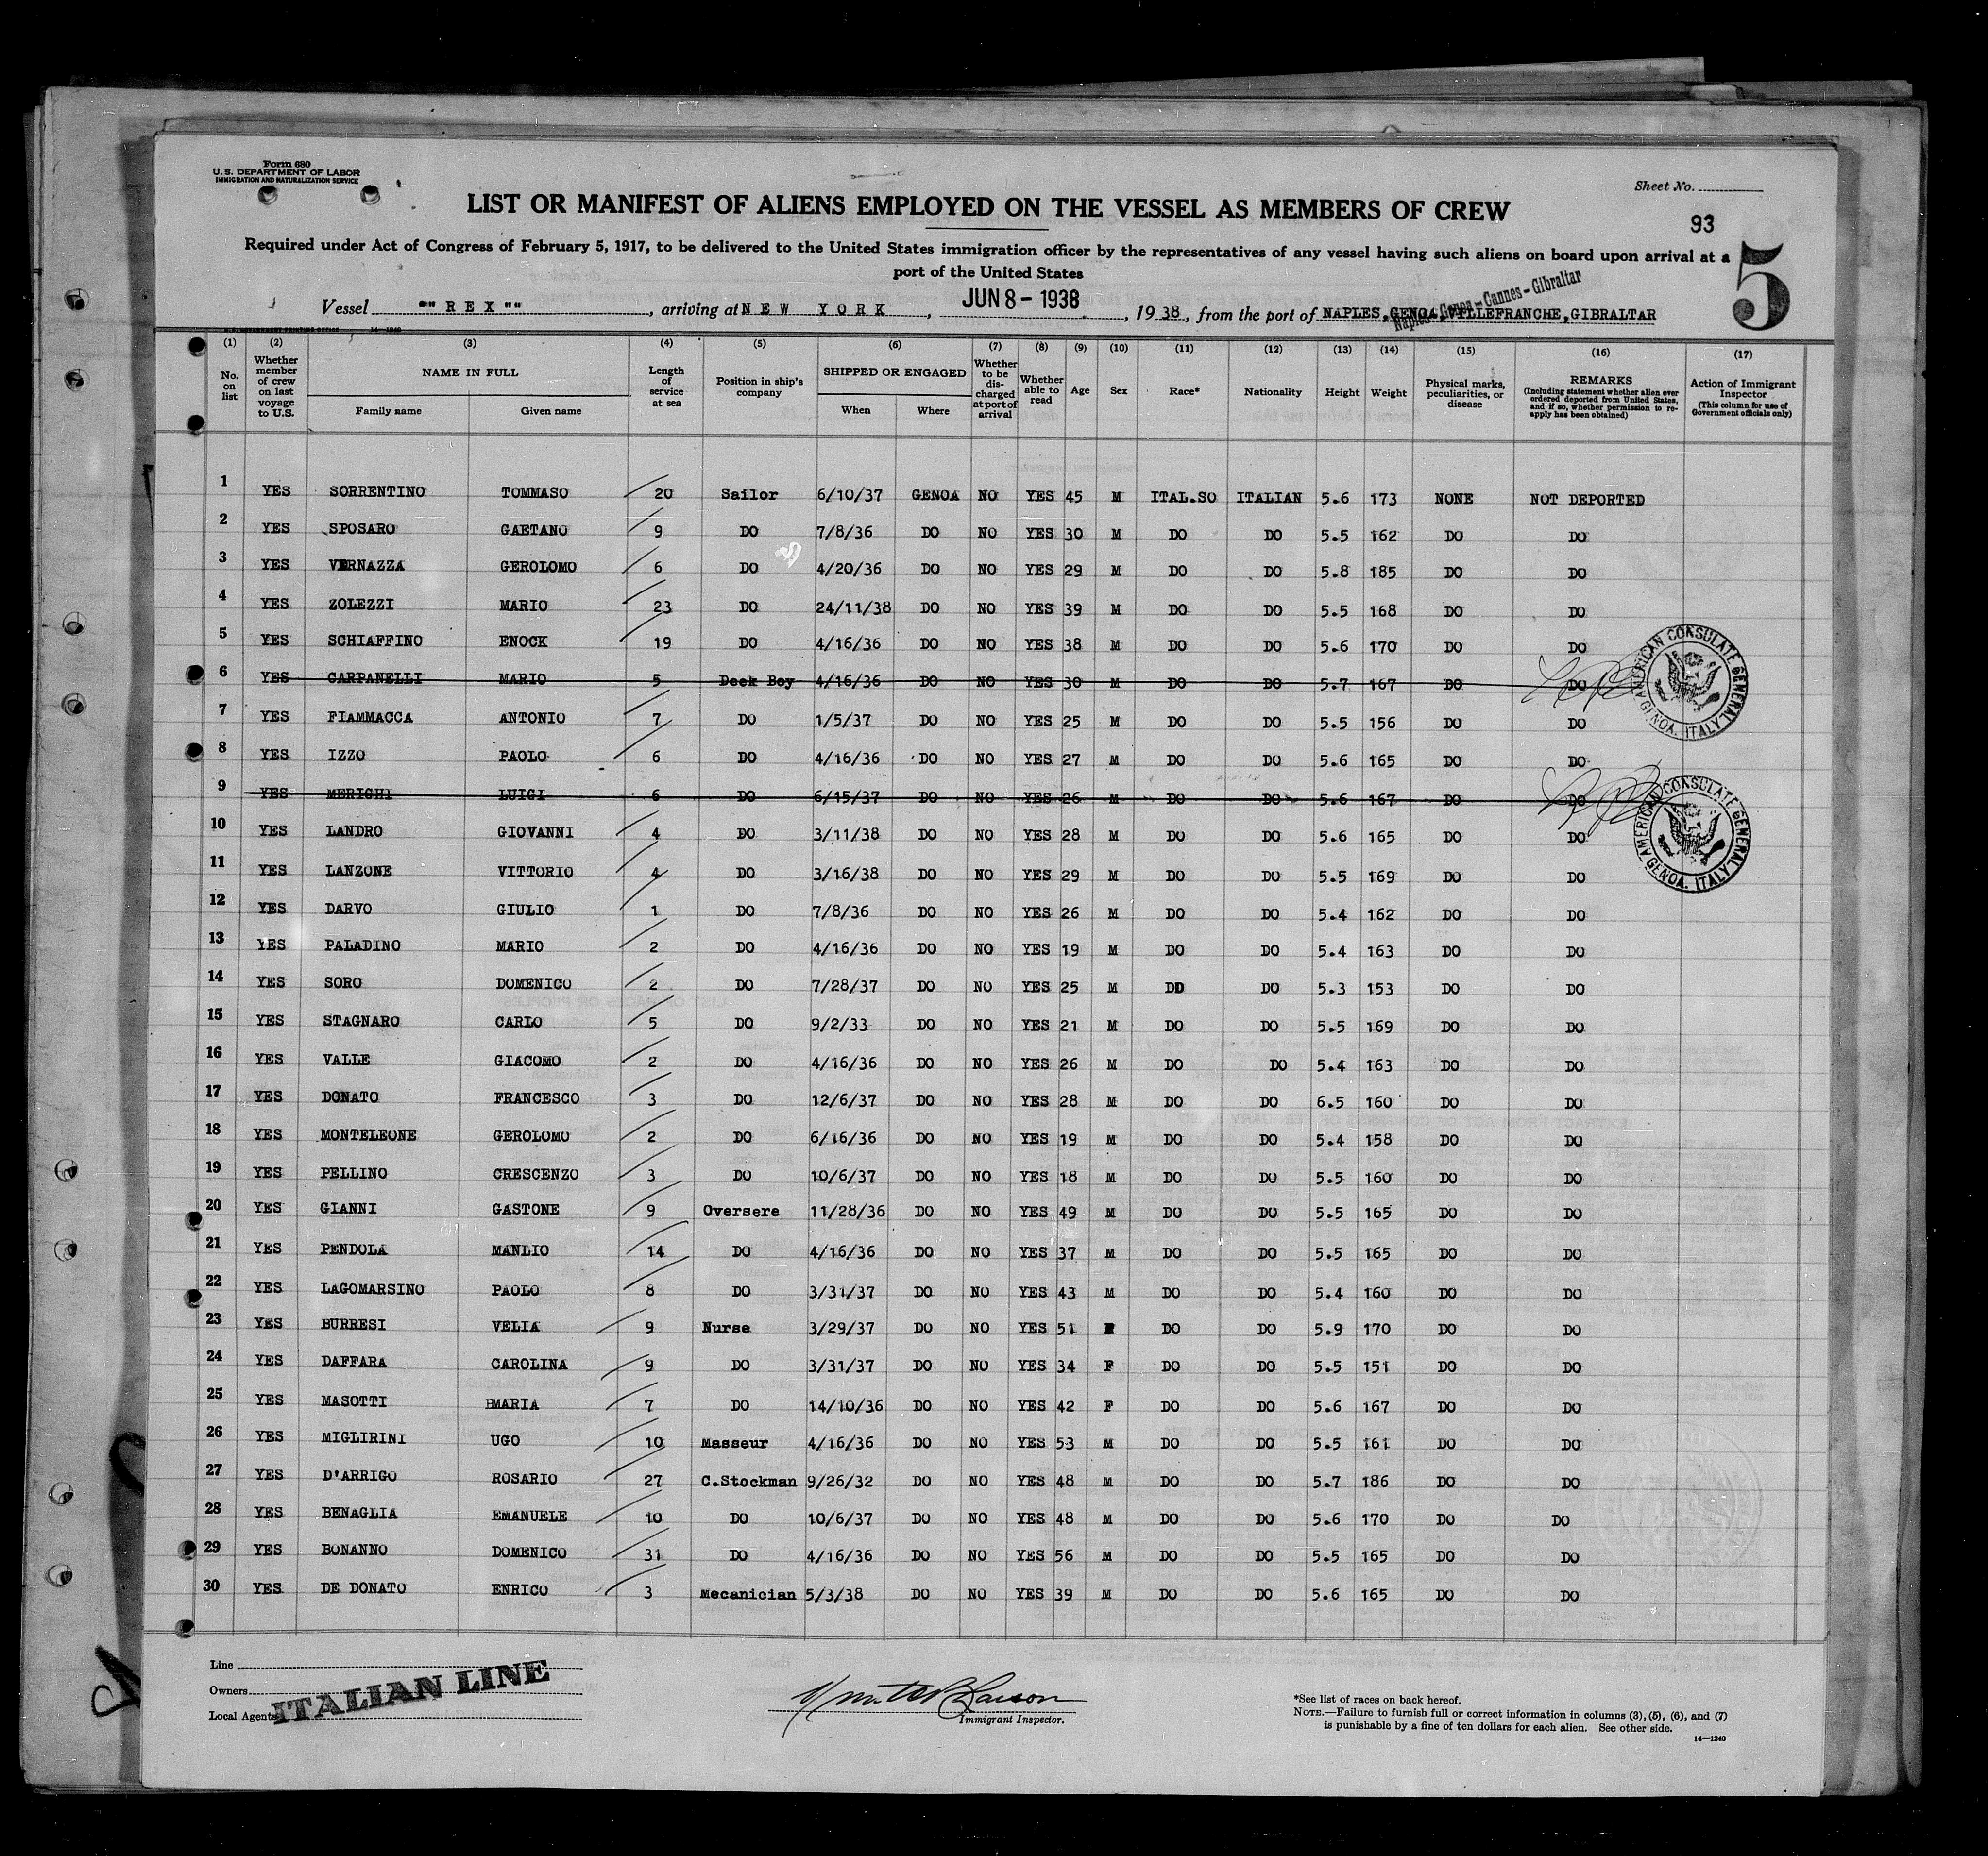 Form 680
U.S. DEPARTMENT OF LABOR
IMMIGRATION AND NATURALIZATION SERVICE
Sheet No.
LIST OR MANIFEST OF ALIENS EMPLOYED ON THE VESSEL AS MEMBERS OF CREW
93
5
Required under Act of Congress of February 5, 1917, to be delivered to the United States immigration officer by the representatives of any vessel having such aliens on board upon arrival at a
port of the United States
Naples-Genoa-Cannes-Gibraltar
Vessel "" REX "", arriving at NEW YORK, JUN 8 - 1938, 1938, from the port of NAPLES, GENOA, VILLEFRANCHE, GIBRALTAR
(1) (2) (3) (4) (5) (6) (7) (8) (9) (10) (11) (12) (13) (14) (15) (16) (17)
No. on list | Whether member of crew on last voyage to U.S. | NAME IN FULL | Family name | Given name | Length of service at sea | Position in ship's company | SHIPPED OR ENGAGED | When | Where | Whether to be discharged at port of arrival | Whether able to read | Age | Sex | Race* | Nationality | Height | Weight | Physical marks, peculiarities, or disease | REMARKS (Including statement whether alien ever ordered deported from United States, and if so, whether permission to reapply has been obtained) | Action of Immigrant Inspector (This column for use of Government officials only)
1 YES SORRENTINO TOMMASO 20 Sailor 6/10/37 GENOA NO YES 45 M ITAL.SO ITALIAN 5.6 173 NONE NOT DEPORTED
2 YES SPOSARO GAETANO 9 DO 7/8/36 DO NO YES 30 M DO DO 5.5 162 DO DO
3 YES VERNAZZA GEROLOMO 6 DO 4/20/36 DO NO YES 29 M DO DO 5.8 185 DO DO
4 YES ZOLEZZI MARIO 23 DO 24/11/38 DO NO YES 39 M DO DO 5.5 168 DO DO
5 YES SCHIAFFINO ENOCK 19 DO 4/16/36 DO NO YES 38 M DO DO 5.6 170 DO DO
6 YES CARPANELLI MARIO 5 Deck Boy 4/16/36 DO NO YES 30 M DO DO 5.7 167 DO DO
7 YES FIAMMACCA ANTONIO 7 DO 1/5/37 DO NO YES 25 M DO DO 5.5 156 DO DO
8 YES IZZO PAOLO 6 DO 4/16/36 DO NO YES 27 M DO DO 5.6 165 DO DO
9 YES MERIGHI LUIGI 6 DO 6/15/37 DO NO YES 26 M DO DO 5.6 167 DO DO
10 YES LANDRO GIOVANNI 4 DO 3/11/38 DO NO YES 28 M DO DO 5.6 165 DO DO
11 YES LANZONE VITTORIO 4 DO 3/16/38 DO NO YES 29 M DO DO 5.5 169 DO DO
12 YES DARVO GIULIO 1 DO 7/8/36 DO NO YES 26 M DO DO 5.4 162 DO DO
13 YES PALADINO MARIO 2 DO 4/16/36 DO NO YES 19 M DO DO 5.4 163 DO DO
14 YES SORO DOMENICO 2 DO 7/28/37 DO NO YES 25 M DO DO 5.3 153 DO DO
15 YES STAGNARO CARLO 5 DO 9/2/33 DO NO YES 21 M DO DO 5.5 169 DO DO
16 YES VALLE GIACOMO 2 DO 4/16/36 DO NO YES 26 M DO DO 5.4 163 DO DO
17 YES DONATO FRANCESCO 3 DO 12/6/37 DO NO YES 28 M DO DO 6.5 160 DO DO
18 YES MONTELEONE GEROLOMO 2 DO 6/16/36 DO NO YES 19 M DO DO 5.4 158 DO DO
19 YES PELLINO CRESCENZO 3 DO 10/6/37 DO NO YES 18 M DO DO 5.5 160 DO DO
20 YES GIANNI GASTONE 9 Oversere 11/28/36 DO NO YES 49 M DO DO 5.5 165 DO DO
21 YES PENDOLA MANLIO 14 DO 4/16/36 DO NO YES 37 M DO DO 5.5 165 DO DO
22 YES LAGOMARSINO PAOLO 8 DO 3/31/37 DO NO YES 43 M DO DO 5.4 160 DO DO
23 YES BURRESI VELIA 9 Nurse 3/29/37 DO NO YES 51 DO DO 5.9 170 DO DO
24 YES DAFFARA CAROLINA 9 DO 3/31/37 DO NO YES 34 F DO DO 5.5 151 DO DO
25 YES MASOTTI MARIA 7 DO 14/10/36 DO NO YES 42 F DO DO 5.6 167 DO DO
26 YES MIGLIRINI UGO 10 Masseur 4/16/36 DO NO YES 53 M DO DO 5.5 161 DO DO
27 YES D'ARRIGO ROSARIO 27 C.Stockman 9/26/32 DO NO YES 48 M DO DO 5.7 186 DO DO
28 YES BENAGLIA EMANUELE 10 DO 10/6/37 DO NO YES 48 M DO DO 5.6 170 DO DO
29 YES BONANNO DOMENICO 31 DO 4/16/36 DO NO YES 56 M DO DO 5.5 165 DO DO
30 YES DE DONATO ENRICO 3 Mecanician 5/3/38 DO NO YES 39 M DO DO 5.6 165 DO DO
AMERICAN CONSULATE GENERAL GENOA. ITALY
AMERICAN CONSULATE GENERAL GENOA. ITALY
Line
Owners
Local Agents
ITALIAN LINE
Immigrant Inspector.
*See list of races on back hereof.
NOTE.—Failure to furnish full or correct information in columns (3), (5), (6), and (7)
is punishable by a fine of ten dollars for each alien. See other side.
14—1240